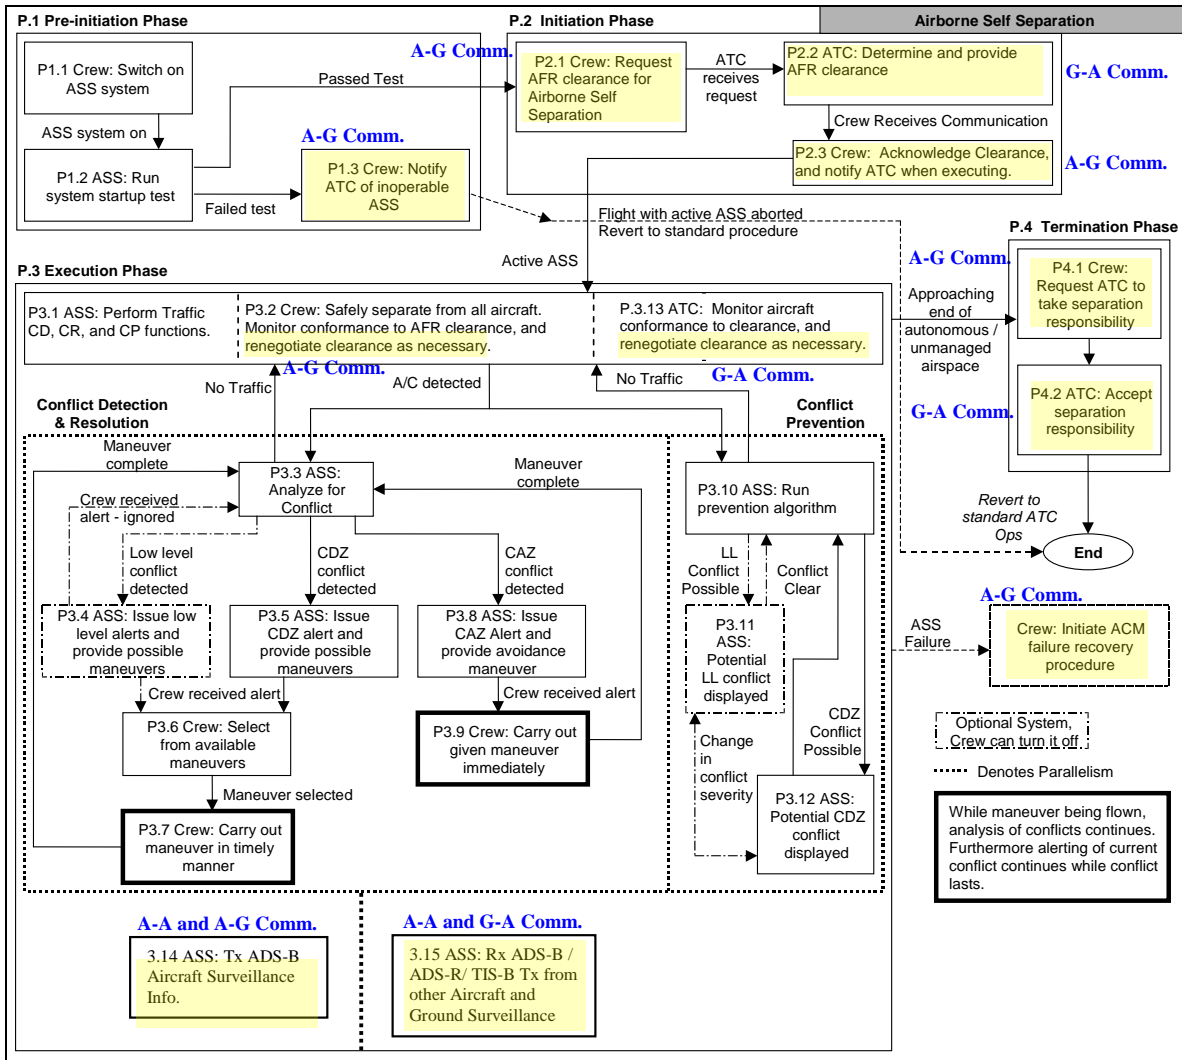 P.1 Pre-initiation Phase
P.2 Initiation Phase
Airborne Self Separation
A-G Comm.
P1.1 Crew: Switch on
ASS system
Passed Test
P2.1 Crew: Request
AFR clearance for
Airborne Self
Separation
ATC
receives
request
P2.2 ATC: Determine and provide
AFR clearance
G-A Comm.
ASS system on
A-G Comm.
Crew Receives Communication
P1.2 ASS: Run
system startup test
P1.3 Crew: Notify
ATC of inoperable
ASS
P2.3 Crew: Acknowledge Clearance,
and notify ATC when executing.
A-G Comm.
Failed test
Flight with active ASS aborted
Revert to standard procedure
P.4 Termination Phase
Active ASS
A-G Comm.
P4.1 Crew:
Request ATC to
take separation
responsibility
P.3 Execution Phase
P3.1 ASS: Perform Traffic
CD, CR, and CP functions.
P3.2 Crew: Safely separate from all aircraft.
Monitor conformance to AFR clearance, and
renegotiate clearance as necessary.
P.3.13 ATC: Monitor aircraft
conformance to clearance, and
renegotiate clearance as necessary.
Approaching
end of
autonomous /
unmanaged
airspace
A-G Comm.
No Traffic
A/C detected
No Traffic
G-A Comm.
P4.2 ATC: Accept
separation
responsibility
G-A Comm.
Conflict Detection
& Resolution
Conflict
Prevention
Maneuver
complete
P3.3 ASS:
Analyze for
Conflict
Maneuver
complete
P3.10 ASS: Run
prevention algorithm
Crew received
alert - ignored
Revert to
standard ATC
Ops
End
Low level
conflict
detected
CDZ
conflict
detected
CAZ
conflict
detected
LL
Conflict
Possible
Conflict
Clear
A-G Comm.
P3.4 ASS: Issue low
level alerts and
provide possible
maneuvers
P3.5 ASS: Issue
CDZ alert and
provide possible
maneuvers
P3.8 ASS: Issue
CAZ Alert and
provide avoidance
maneuver
P3.11
ASS:
Potential
LL conflict
displayed
ASS
Failure
Crew: Initiate ACM
failure recovery
procedure
Crew received alert
Crew received alert
P3.6 Crew: Select
from available
maneuvers
P3.9 Crew: Carry out
given maneuver
immediately
Change
in
conflict
severity
CDZ
Conflict
Possible
Optional System,
Crew can turn it off
Denotes Parallelism
Maneuver selected
P3.7 Crew: Carry out
maneuver in timely
manner
P3.12 ASS:
Potential CDZ
conflict
displayed
While maneuver being flown,
analysis of conflicts continues.
Furthermore alerting of current
conflict continues while conflict
lasts.
A-A and A-G Comm.
A-A and G-A Comm.
3.14 ASS: Tx ADS-B
Aircraft Surveillance
Info.
3.15 ASS: Rx ADS-B /
ADS-R/ TIS-B Tx from
other Aircraft and
Ground Surveillance